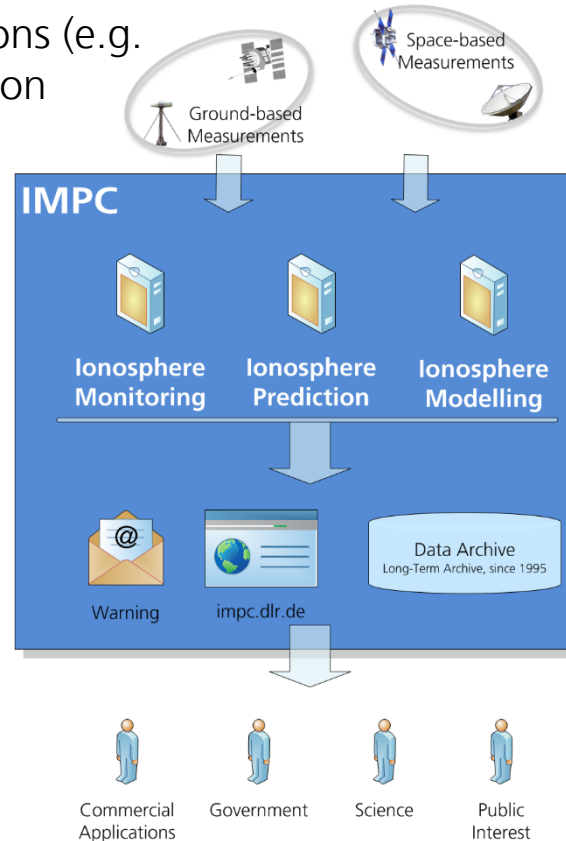 ons (e.g.
on
Ground-based
Measurements
Space-based
Measurements
IMPC
Ionosphere
Monitoring
Ionosphere
Prediction
Ionosphere
Modelling
@
Warning
impc.dlr.de
Data Archive
Long-Term Archive, since 1995
Commercial
Applications
Government
Science
Public
Interest